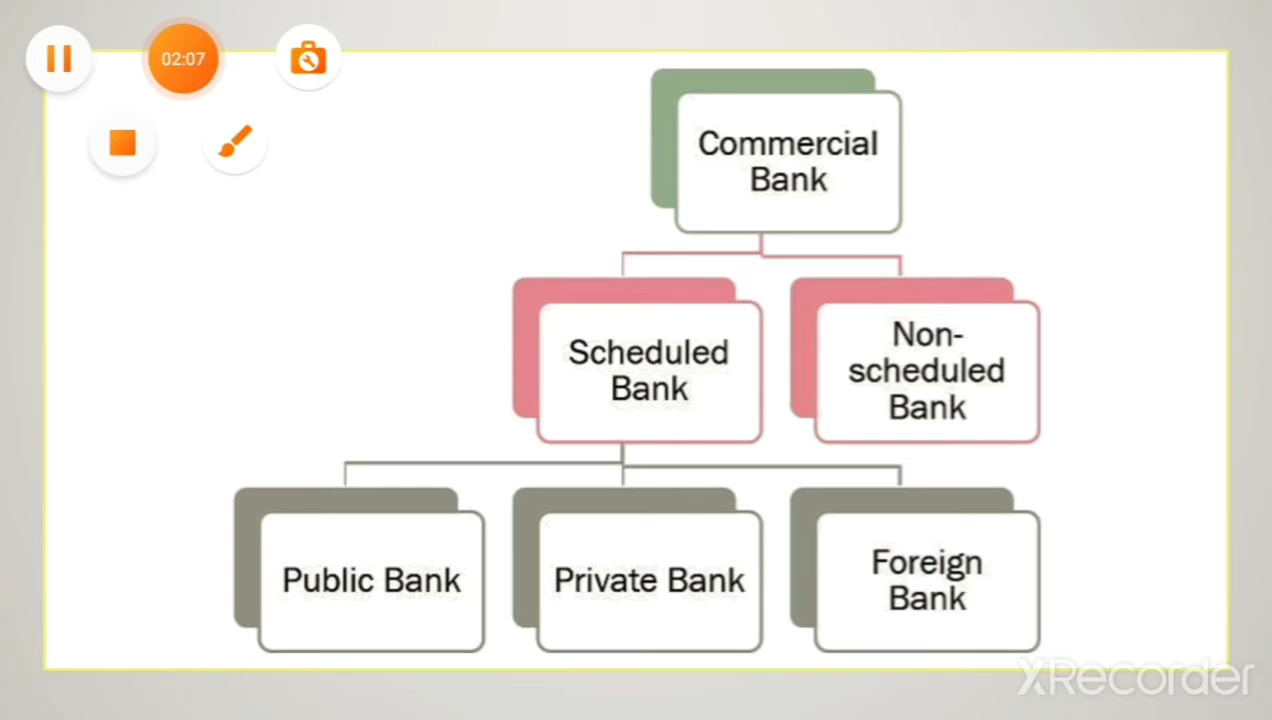 02:07
Commercial
Bank
Scheduled
Bank
Non-
scheduled
Bank
Public Bank
Private Bank
Foreign
Bank
XRecorder